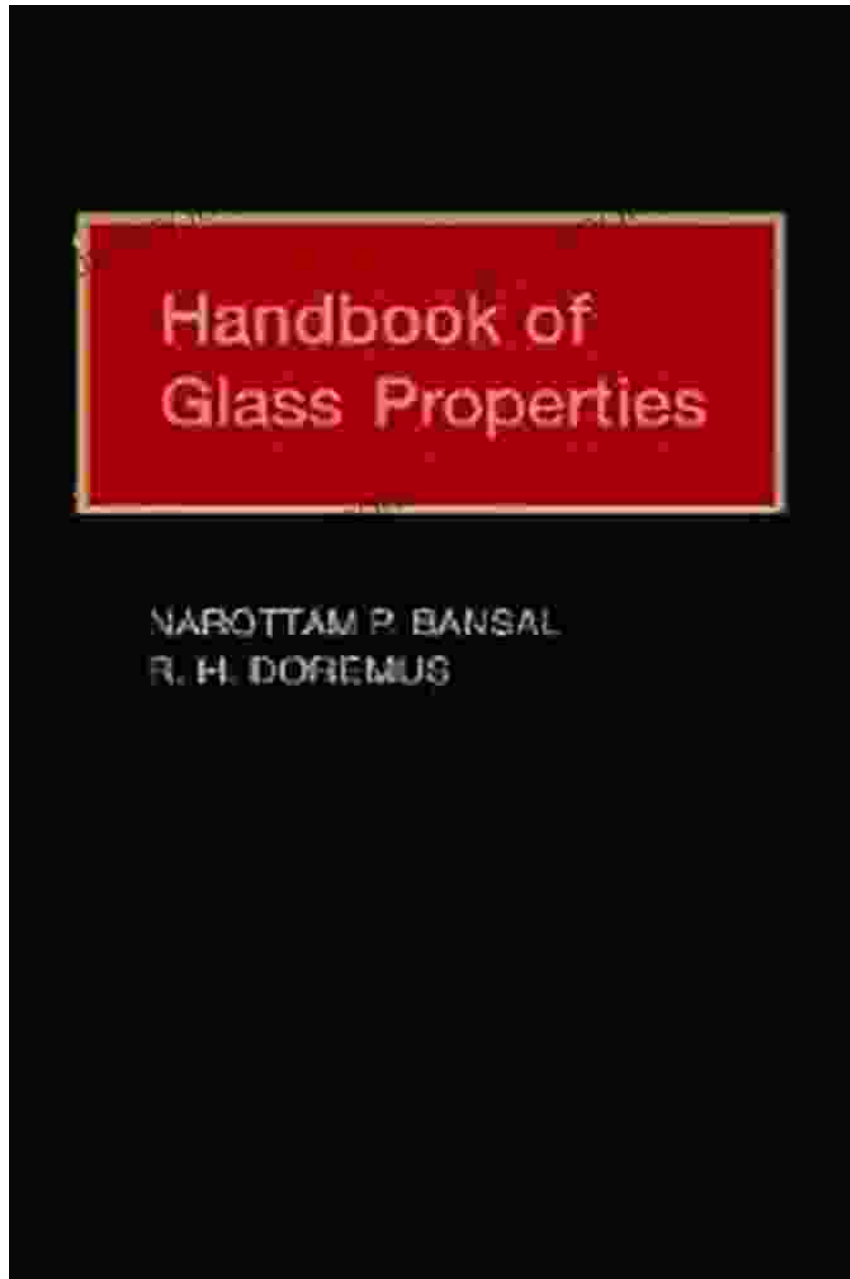 Handbook of
Glass Properties
NAROTTAM P. BANSAL
R. H. DOREMUS